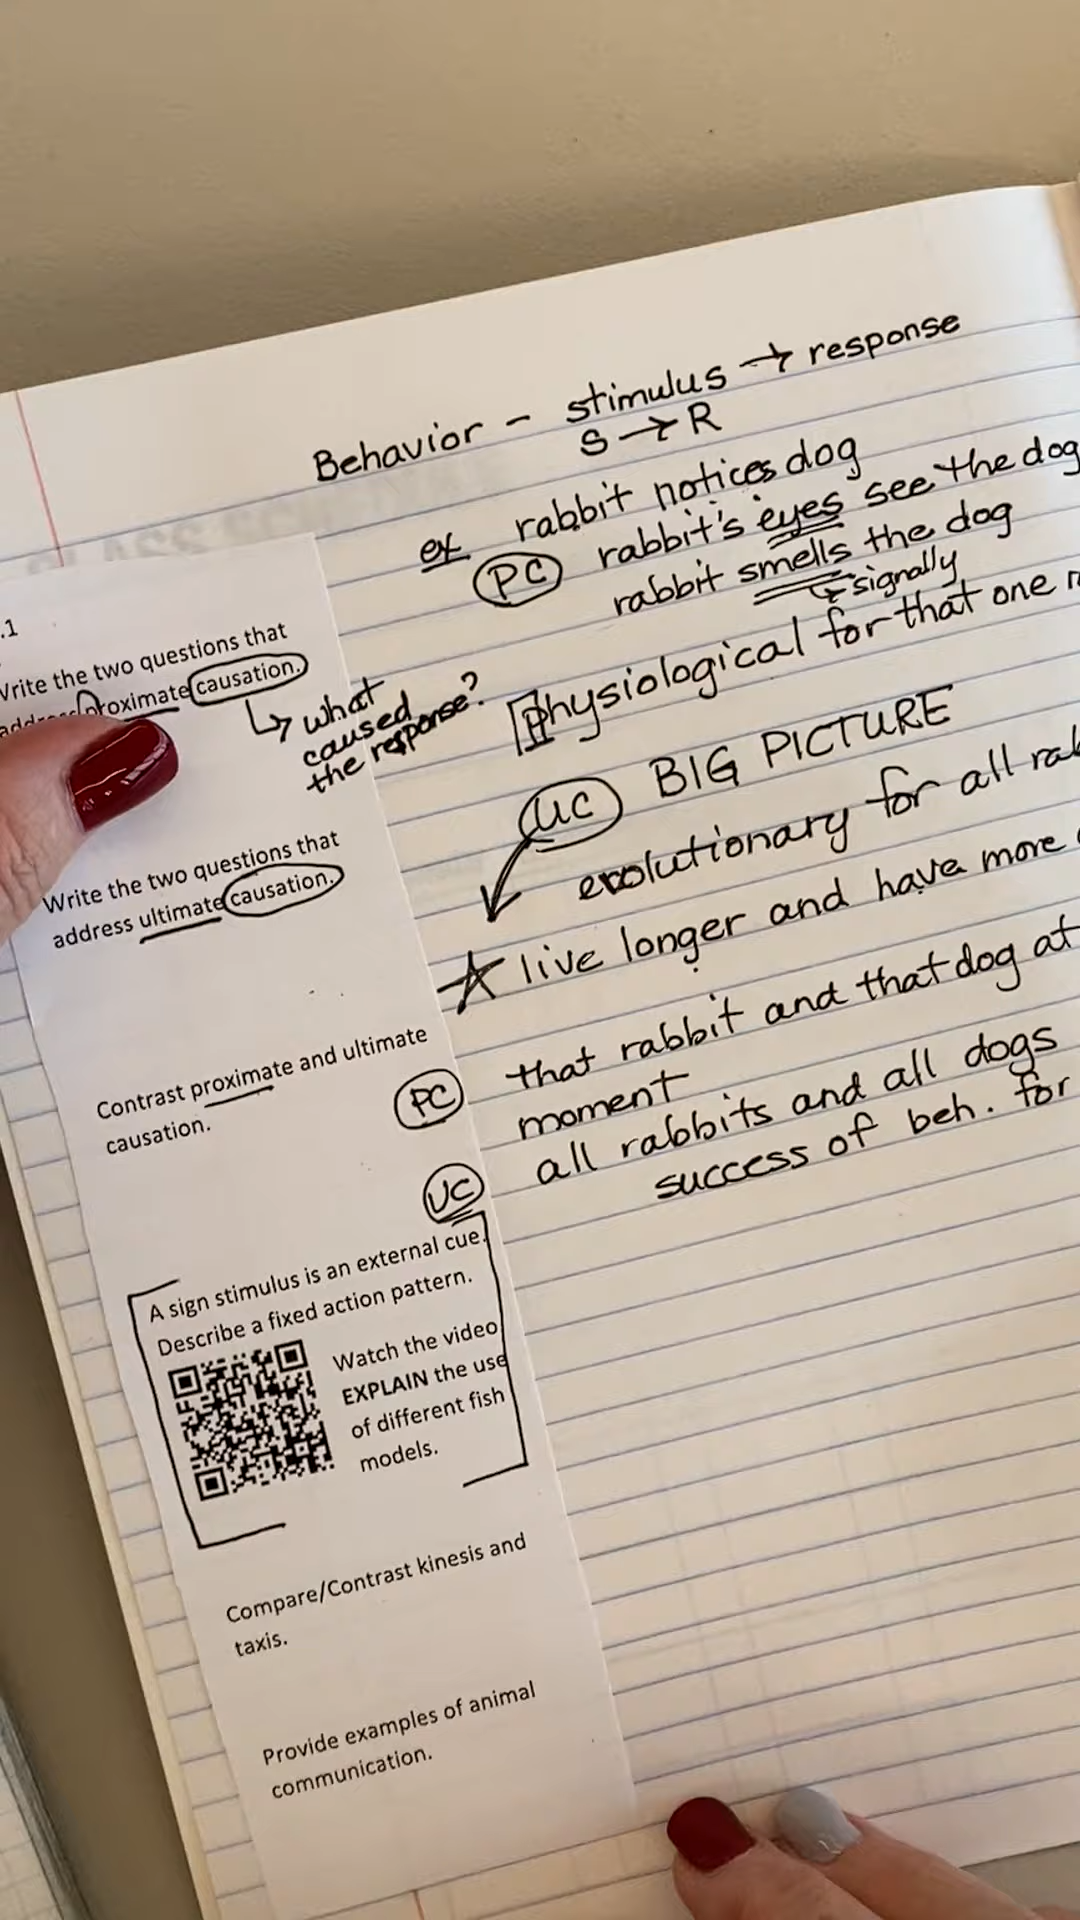 Behavior - stimulus → response
S → R
ex rabbit notices dog
PC rabbit's eyes see the dog
rabbit smells the dog
↳ signally
Physiological for that one
UC BIG PICTURE
evolutionary for all
☆ live longer and have more
PC that rabbit and that dog at
moment
UC all rabbits and all dogs
success of beh. for
.1
Write the two questions that
proximate causation.
↳ what
caused
the response?
Write the two questions that
address ultimate causation.
Contrast proximate and ultimate
causation.
A sign stimulus is an external cue.
Describe a fixed action pattern.
Watch the video
EXPLAIN the use
of different fish
models.
Compare/Contrast kinesis and
taxis.
Provide examples of animal
communication.